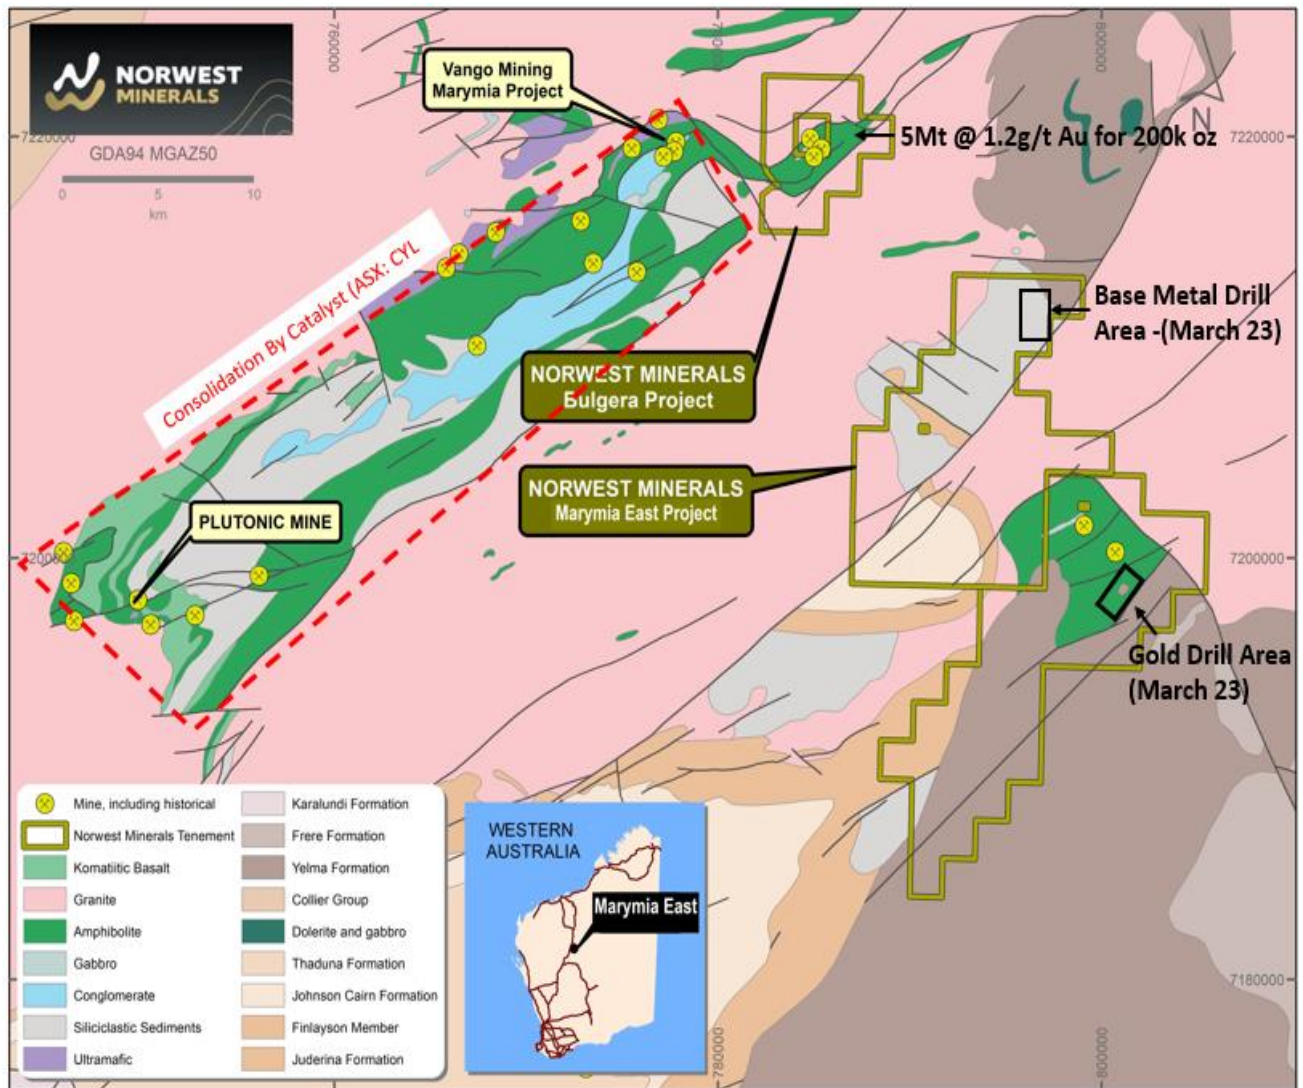 NORWEST
MINERALS
GDA94 MGAZ50
0 5 10
km
760000
780000
800000
7220000
7220000
N
Vango Mining
Marymia Project
5Mt @ 1.2g/t Au for 200k oz
Consolidation By Catalyst (ASX: CYL
Base Metal Drill
Area -(March 23)
NORWEST MINERALS
Bulgera Project
NORWEST MINERALS
Marymia East Project
PLUTONIC MINE
7200000
7200000
Gold Drill Area
(March 23)
7180000
780000
800000
Mine, including historical
Norwest Minerals Tenement
Komatiitic Basalt
Granite
Amphibolite
Gabbro
Conglomerate
Siliciclastic Sediments
Ultramafic
Karalundi Formation
Frere Formation
Yelma Formation
Collier Group
Dolerite and gabbro
Thaduna Formation
Johnson Cairn Formation
Finlayson Member
Juderina Formation
WESTERN
AUSTRALIA
Marymia East